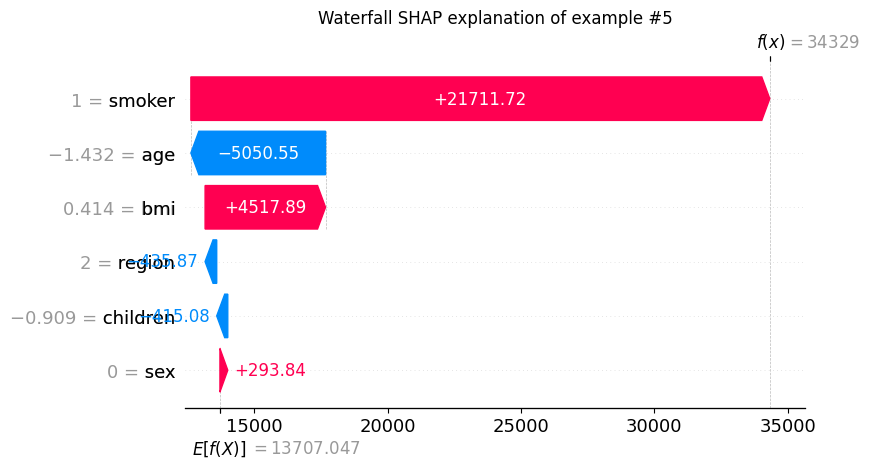 Waterfall SHAP explanation of example #5
f(x) = 34329
1 = smoker
+21711.72
−1.432 = age
−5050.55
0.414 = bmi
+4517.89
2 = region
−435.87
−0.909 = children
−415.08
0 = sex
+293.84
15000 20000 25000 30000 35000
E[f(X)] = 13707.047